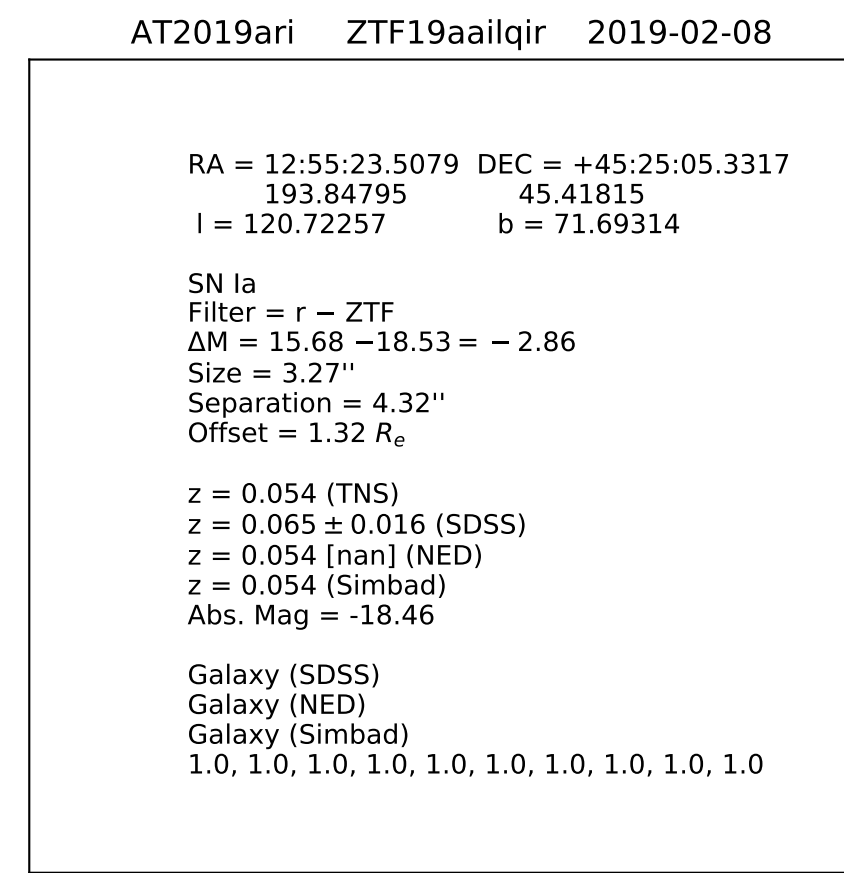 AT2019ari ZTF19aailqir 2019-02-08
RA = 12:55:23.5079 DEC = +45:25:05.3317
193.84795 45.41815
l = 120.72257 b = 71.69314
SN Ia
Filter = r − ZTF
ΔM = 15.68 −18.53 = − 2.86
Size = 3.27''
Separation = 4.32''
Offset = 1.32 Re
z = 0.054 (TNS)
z = 0.065 ± 0.016 (SDSS)
z = 0.054 [nan] (NED)
z = 0.054 (Simbad)
Abs. Mag = -18.46
Galaxy (SDSS)
Galaxy (NED)
Galaxy (Simbad)
1.0, 1.0, 1.0, 1.0, 1.0, 1.0, 1.0, 1.0, 1.0, 1.0